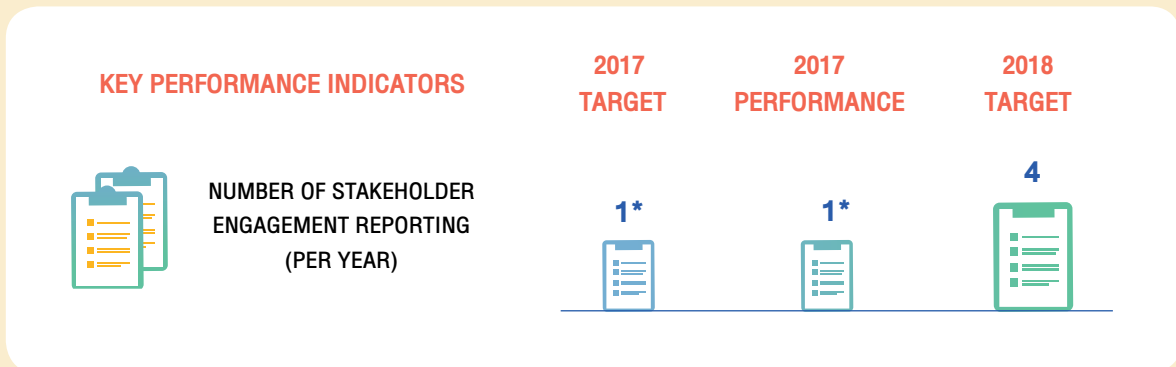 KEY PERFORMANCE INDICATORS
2017
TARGET
2017
PERFORMANCE
2018
TARGET
NUMBER OF STAKEHOLDER
ENGAGEMENT REPORTING
(PER YEAR)
1*
1*
4